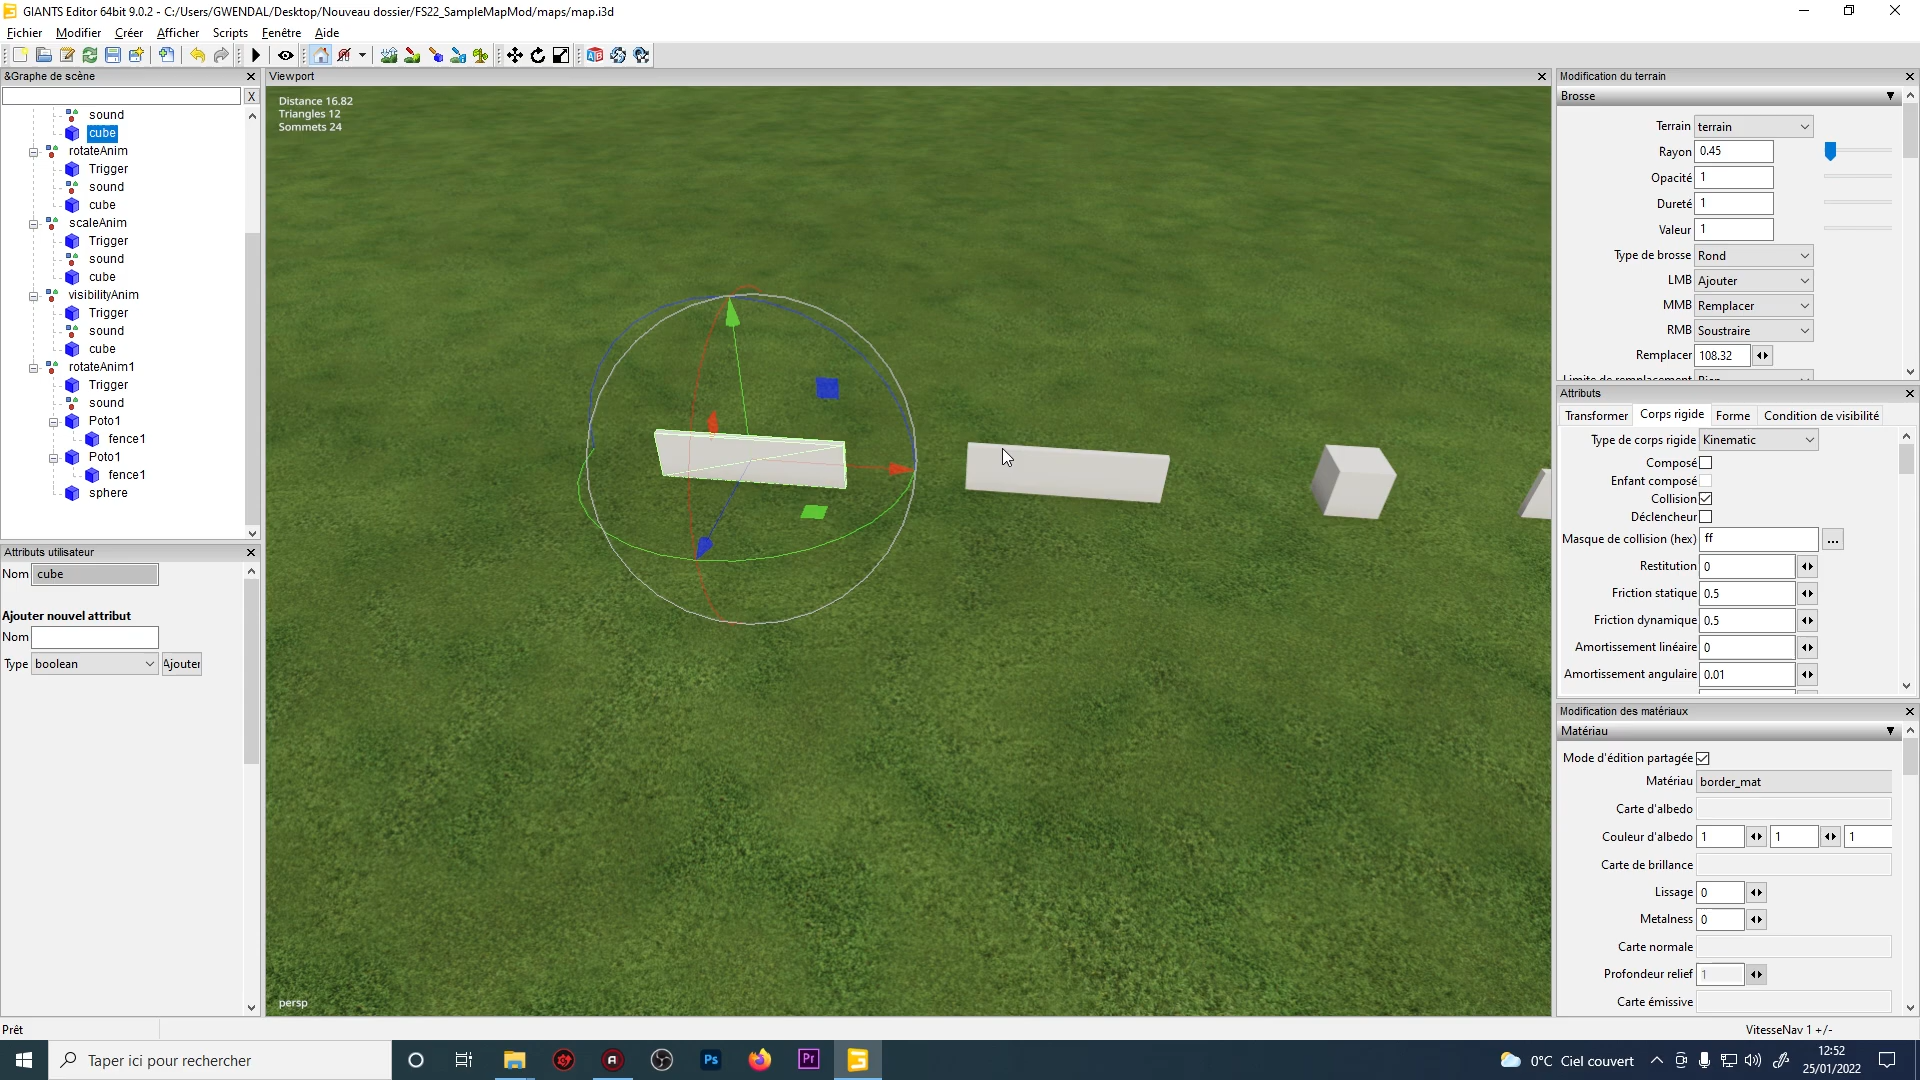 GIANTS Editor 64bit 9.0.2 - C:/Users/GWENDAL/Desktop/Nouveau dossier/FS22_SampleMapMod/maps/map.i3d
Fichier Modifier Créer Afficher Scripts Fenêtre Aide
&Graphe de scène
X
sound
cube
rotateAnim
Trigger
sound
cube
scaleAnim
Trigger
sound
cube
visibilityAnim
Trigger
sound
cube
rotateAnim1
Trigger
sound
Poto1
fence1
Poto1
fence1
sphere
Attributs utilisateur
Nom cube
Ajouter nouvel attribut
Nom
Type boolean Ajouter
Viewport
Distance 16.82
Triangles 12
Sommets 24
persp
Modification du terrain
Brosse
Terrain terrain
Rayon 0.45
Opacité 1
Dureté 1
Valeur 1
Type de brosse Rond
LMB Ajouter
MMB Remplacer
RMB Soustraire
Remplacer 108.32
Limite de remplacement Rien
Attributs
Transformer Corps rigide Forme Condition de visibilité
Type de corps rigide Kinematic
Composé
Enfant composé
Collision
Déclencheur
Masque de collision (hex) ff ...
Restitution 0
Friction statique 0.5
Friction dynamique 0.5
Amortissement linéaire 0
Amortissement angulaire 0.01
Modification des matériaux
Matériau
Mode d'édition partagée
Matériau border_mat
Carte d'albedo
Couleur d'albedo 1 1 1
Carte de brillance
Lissage 0
Metalness 0
Carte normale
Profondeur relief 1
Carte émissive
Prêt
VitesseNav 1 +/-
Taper ici pour rechercher
Ps
Pr
0°C Ciel couvert
12:52
25/01/2022